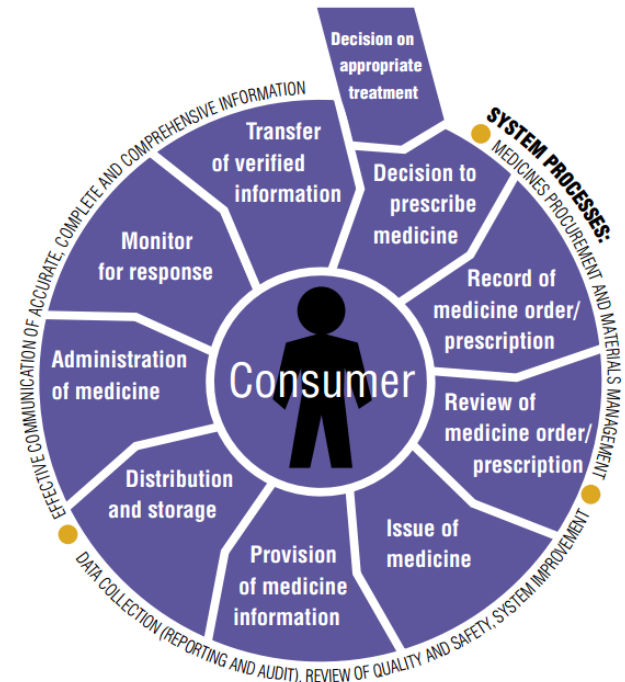 Decision on
appropriate
treatment
Decision to
prescribe
medicine
Record of
medicine order/
prescription
Review of
medicine order/
prescription
Issue of
medicine
Provision
of medicine
information
Distribution
and storage
Administration
of medicine
Monitor
for response
Transfer
of verified
information
Consumer
SYSTEM PROCESSES:
MEDICINES PROCUREMENT AND MATERIALS MANAGEMENT
DATA COLLECTION (REPORTING AND AUDIT), REVIEW OF QUALITY AND SAFETY, SYSTEM IMPROVEMENT
EFFECTIVE COMMUNICATION OF ACCURATE, COMPLETE AND COMPREHENSIVE INFORMATION